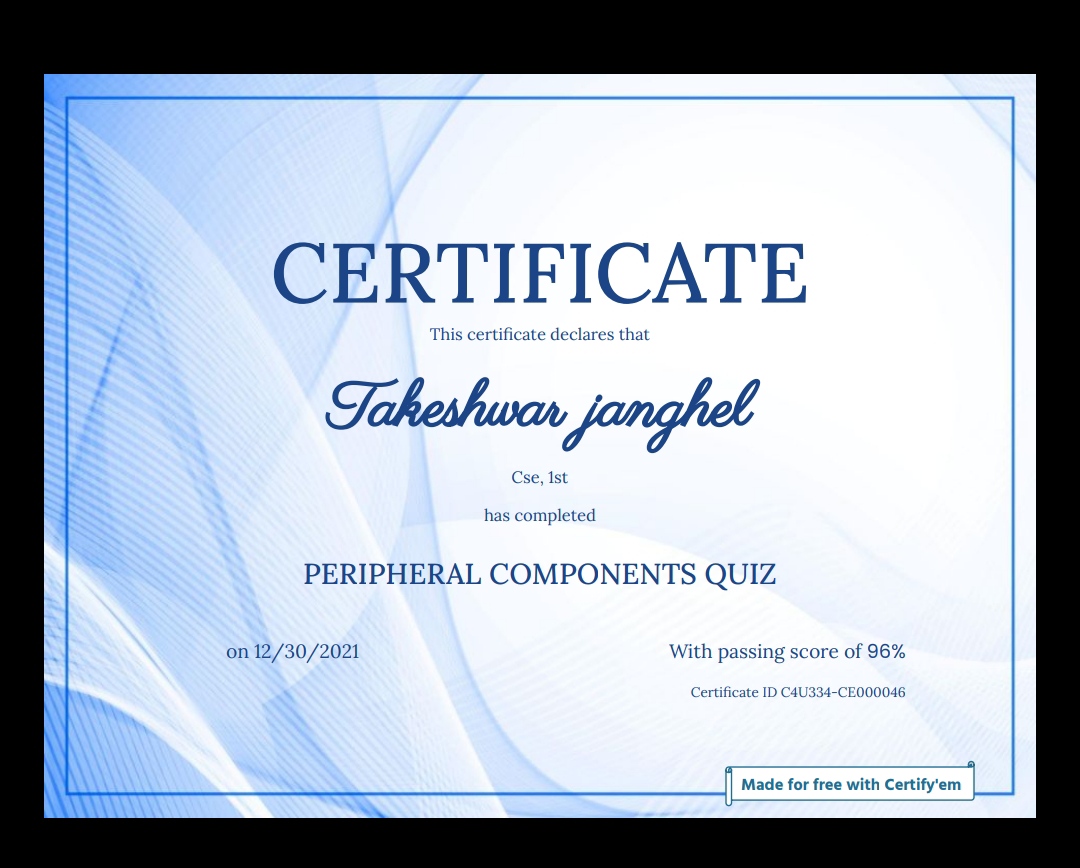 CERTIFICATE
This certificate declares that
Takeshwar janghel
Cse, 1st
has completed
PERIPHERAL COMPONENTS QUIZ
on 12/30/2021
With passing score of 96%
Certificate ID C4U334-CE000046
Made for free with Certify'em